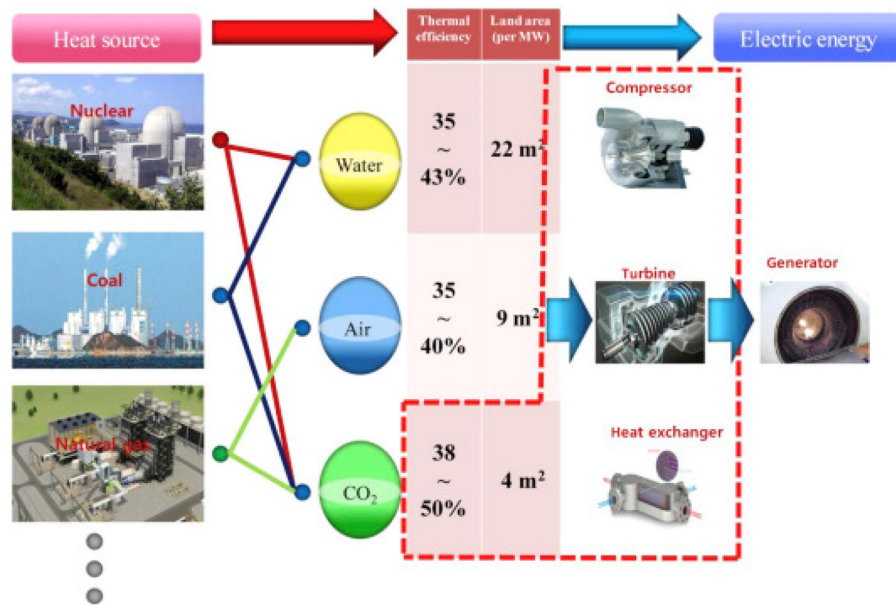 Heat source
Thermal
efficiency
Land area
(per MW)
Electric energy
Nuclear
Water
35
~
43%
22 m²
Compressor
Coal
Air
35
~
40%
9 m²
Turbine
Generator
Natural gas
CO₂
38
~
50%
4 m²
Heat exchanger